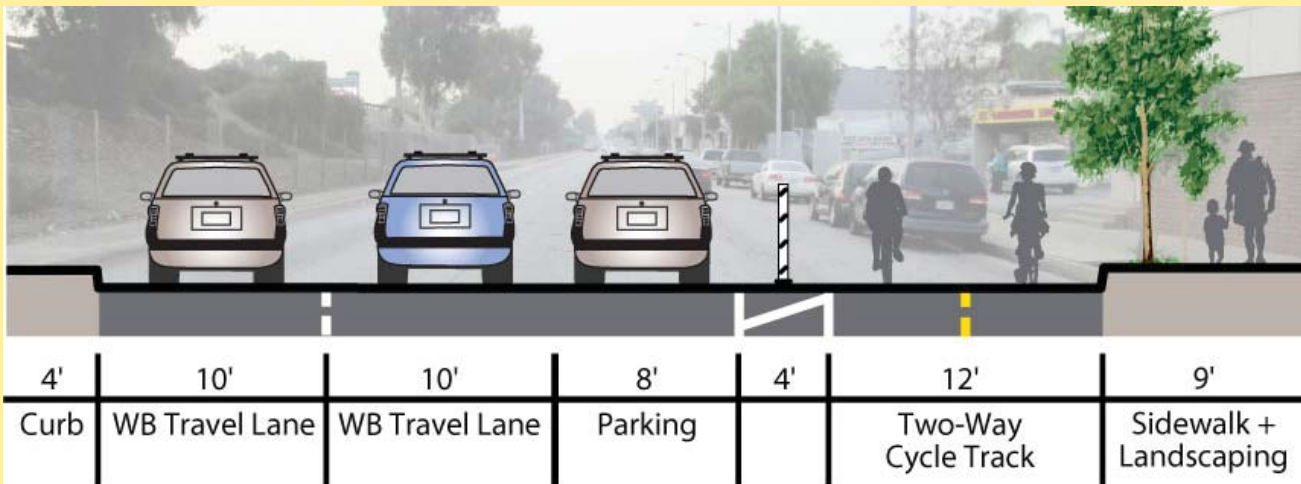 4' 10' 10' 8' 4' 12' 9'
Curb WB Travel Lane WB Travel Lane Parking Two-Way Sidewalk +
Cycle Track Landscaping